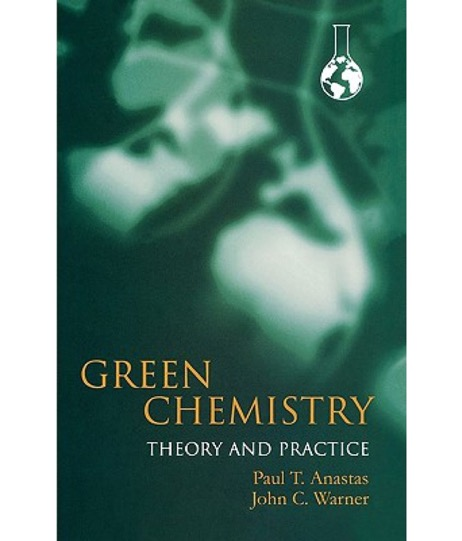 GREEN
CHEMISTRY
THEORY AND PRACTICE
Paul T. Anastas
John C. Warner